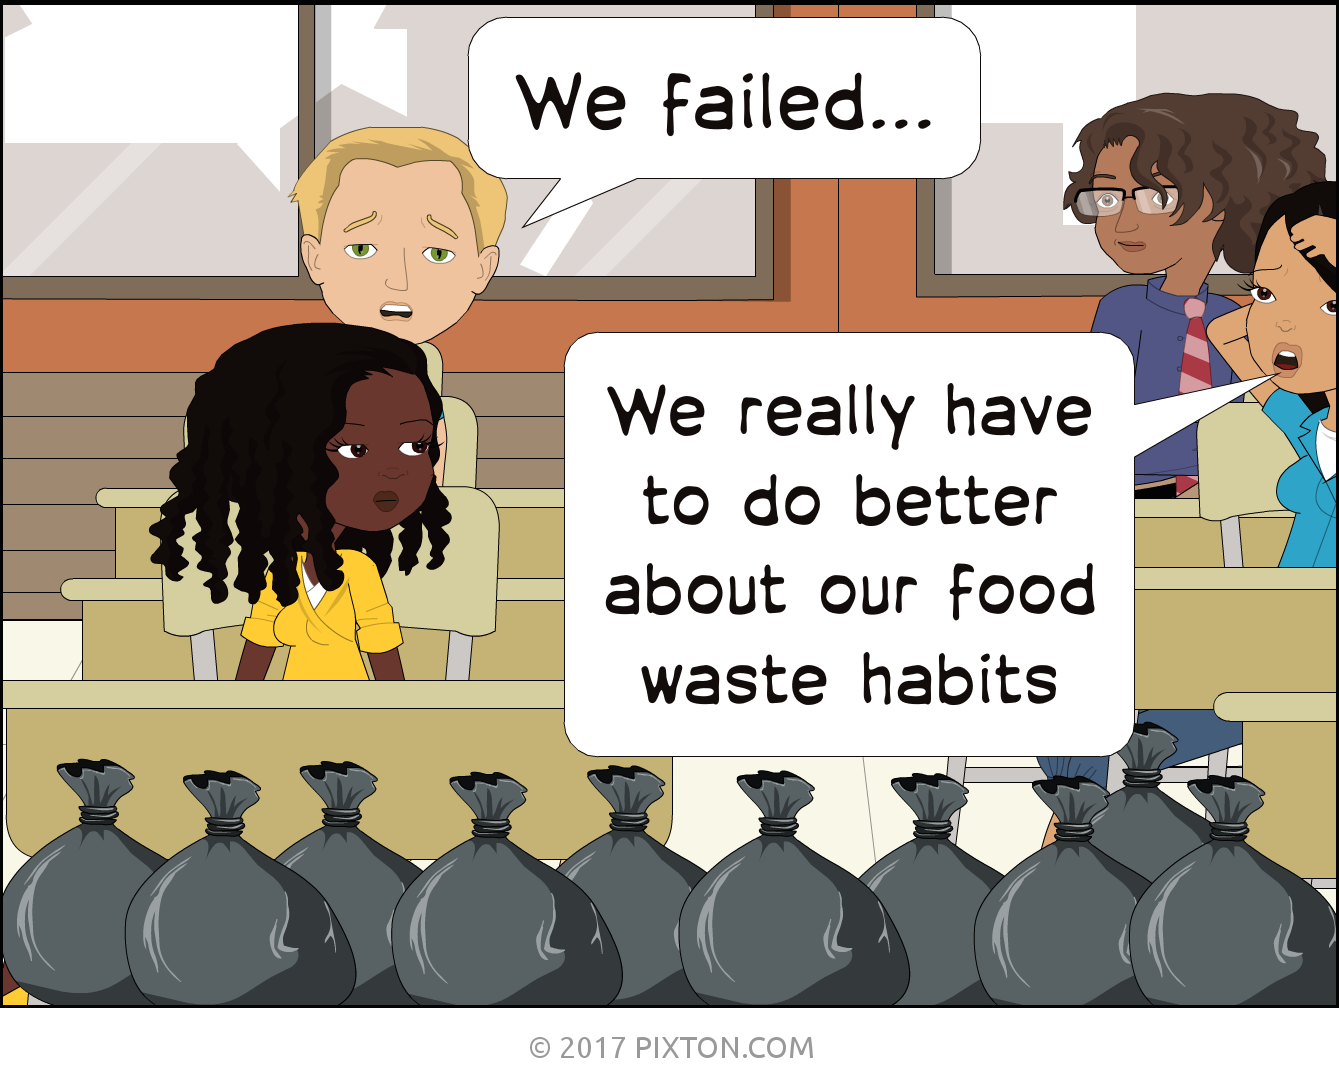 We failed...
We really have
to do better
about our food
waste habits
© 2017 PIXTON.COM